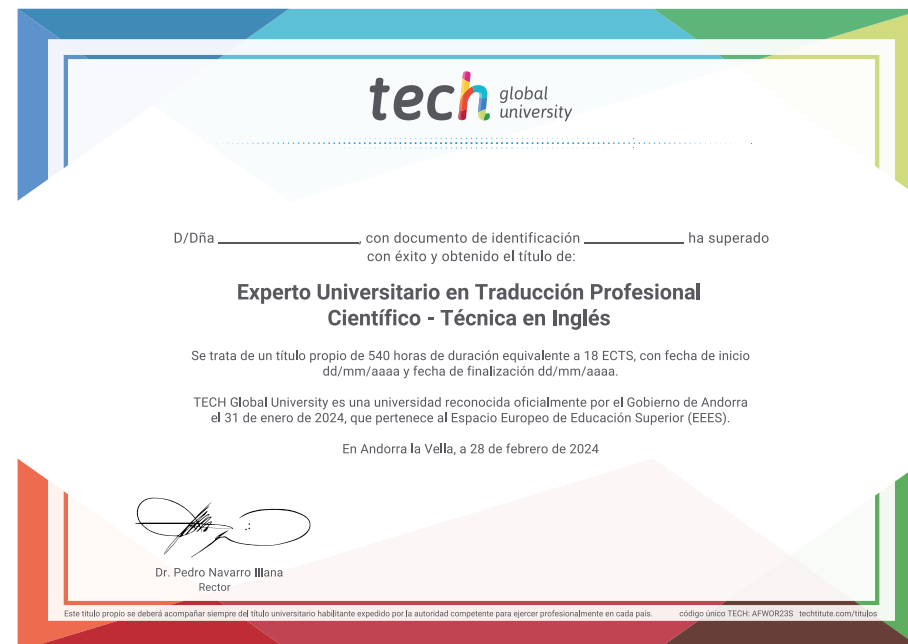 tech global university
D/Dña ________________, con documento de identificación ____________ ha superado
con éxito y obtenido el título de:
Experto Universitario en Traducción Profesional
Científico - Técnica en Inglés
Se trata de un título propio de 540 horas de duración equivalente a 18 ECTS, con fecha de inicio
dd/mm/aaaa y fecha de finalización dd/mm/aaaa.
TECH Global University es una universidad reconocida oficialmente por el Gobierno de Andorra
el 31 de enero de 2024, que pertenece al Espacio Europeo de Educación Superior (EEES).
En Andorra la Vella, a 28 de febrero de 2024
Dr. Pedro Navarro Illana
Rector
Este título propio se deberá acompañar siempre del título universitario habilitante expedido por la autoridad competente para ejercer profesionalmente en cada país. código único TECH: AFWOR23S techtitute.com/titulos